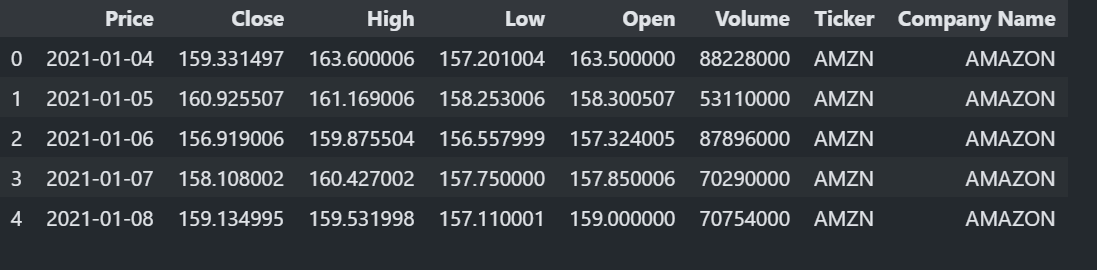 Price Close High Low Open Volume Ticker Company Name
0 2021-01-04 159.331497 163.600006 157.201004 163.500000 88228000 AMZN AMAZON
1 2021-01-05 160.925507 161.169006 158.253006 158.300507 53110000 AMZN AMAZON
2 2021-01-06 156.919006 159.875504 156.557999 157.324005 87896000 AMZN AMAZON
3 2021-01-07 158.108002 160.427002 157.750000 157.850006 70290000 AMZN AMAZON
4 2021-01-08 159.134995 159.531998 157.110001 159.000000 70754000 AMZN AMAZON